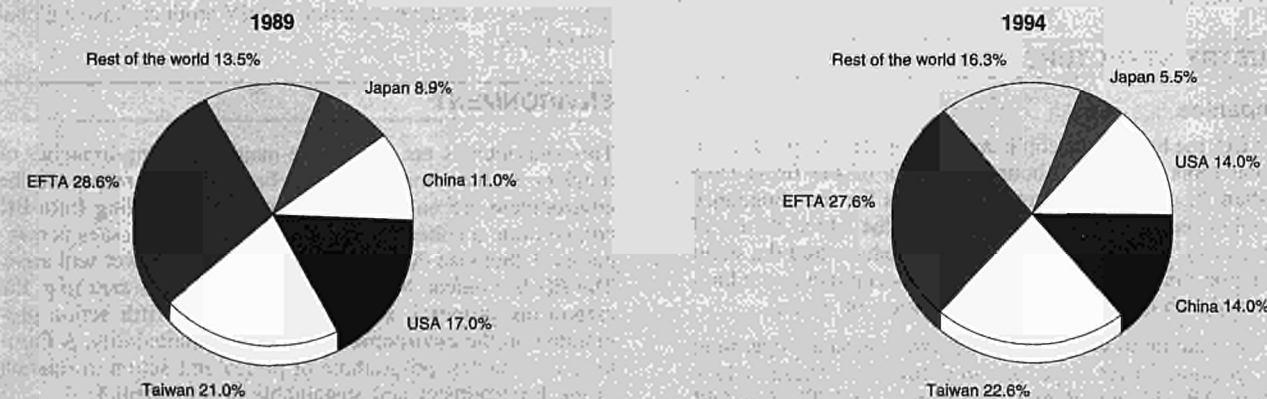 1989
Rest of the world 13.5%
Japan 8.9%
China 11.0%
EFTA 28.6%
USA 17.0%
Taiwan 21.0%
1994
Rest of the world 16.3%
Japan 5.5%
USA 14.0%
EFTA 27.6%
China 14.0%
Taiwan 22.6%